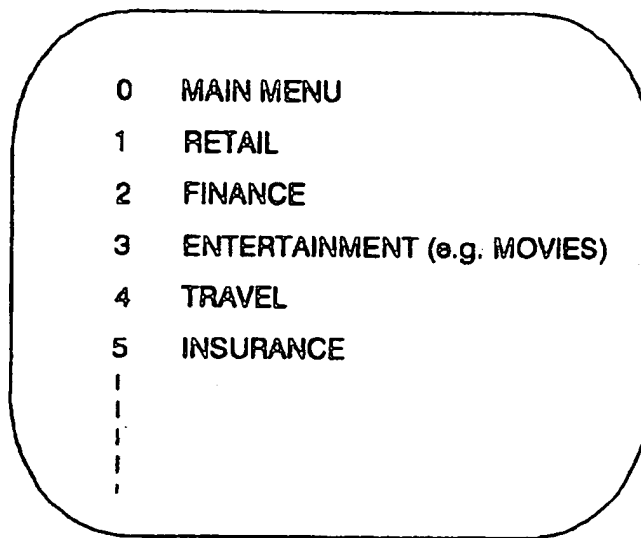 0 MAIN MENU
1 RETAIL
2 FINANCE
3 ENTERTAINMENT (e.g. MOVIES)
4 TRAVEL
5 INSURANCE